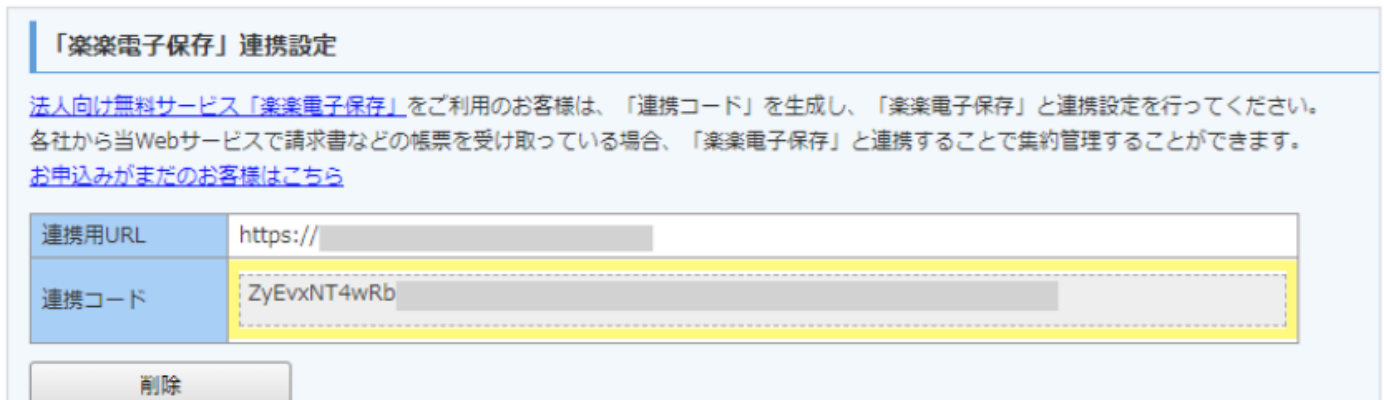 「楽楽電子保存」連携設定
法人向け無料サービス「楽楽電子保存」をご利用のお客様は、「連携コード」を生成し、「楽楽電子保存」と連携設定を行ってください。
各社から当Webサービスで請求書などの帳票を受け取っている場合、「楽楽電子保存」と連携することで集約管理することができます。
お申込みがまだのお客様はこちら
連携用URL https://
連携コード ZyEvxNT4wRb
削除